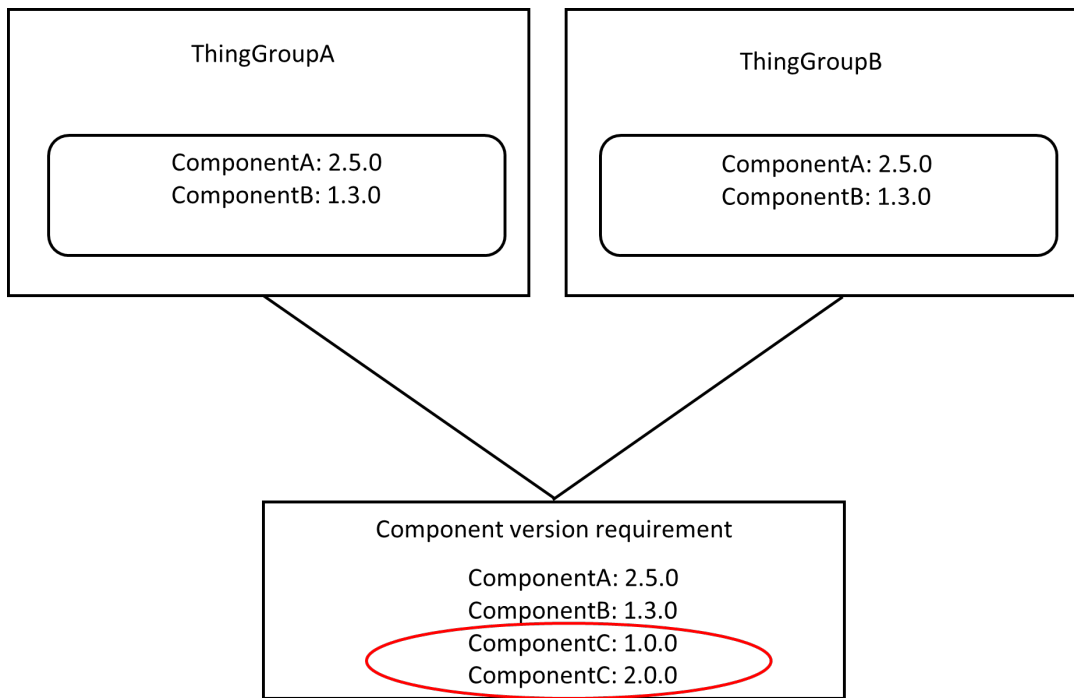 ThingGroupA
ComponentA: 2.5.0
ComponentB: 1.3.0
ThingGroupB
ComponentA: 2.5.0
ComponentB: 1.3.0
Component version requirement
ComponentA: 2.5.0
ComponentB: 1.3.0
ComponentC: 1.0.0
ComponentC: 2.0.0